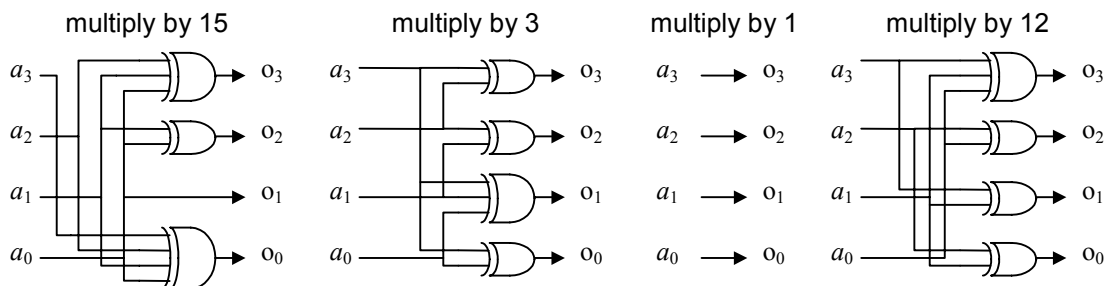 multiply by 15 multiply by 3 multiply by 1 multiply by 12
a₃ o₃ a₃ o₃ a₃ o₃ a₃ o₃
a₂ o₂ a₂ o₂ a₂ o₂ a₂ o₂
a₁ o₁ a₁ o₁ a₁ o₁ a₁ o₁
a₀ o₀ a₀ o₀ a₀ o₀ a₀ o₀